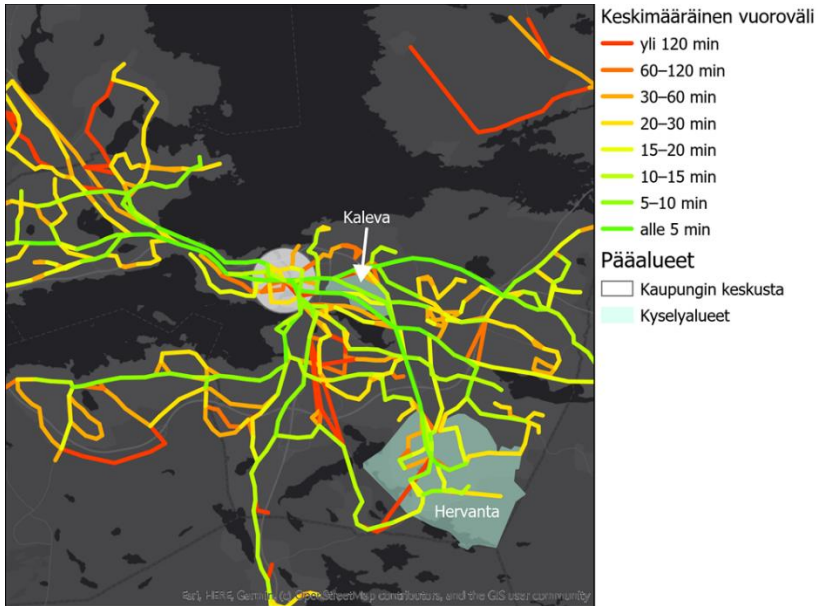 Keskimääräinen vuoroväli
yli 120 min
60–120 min
30–60 min
20–30 min
15–20 min
10–15 min
5–10 min
alle 5 min
Pääalueet
Kaupungin keskusta
Kyselyalueet
Kaleva
Hervanta
Esri, HERE, Garmin, (c) OpenStreetMap contributors, and the GIS user community